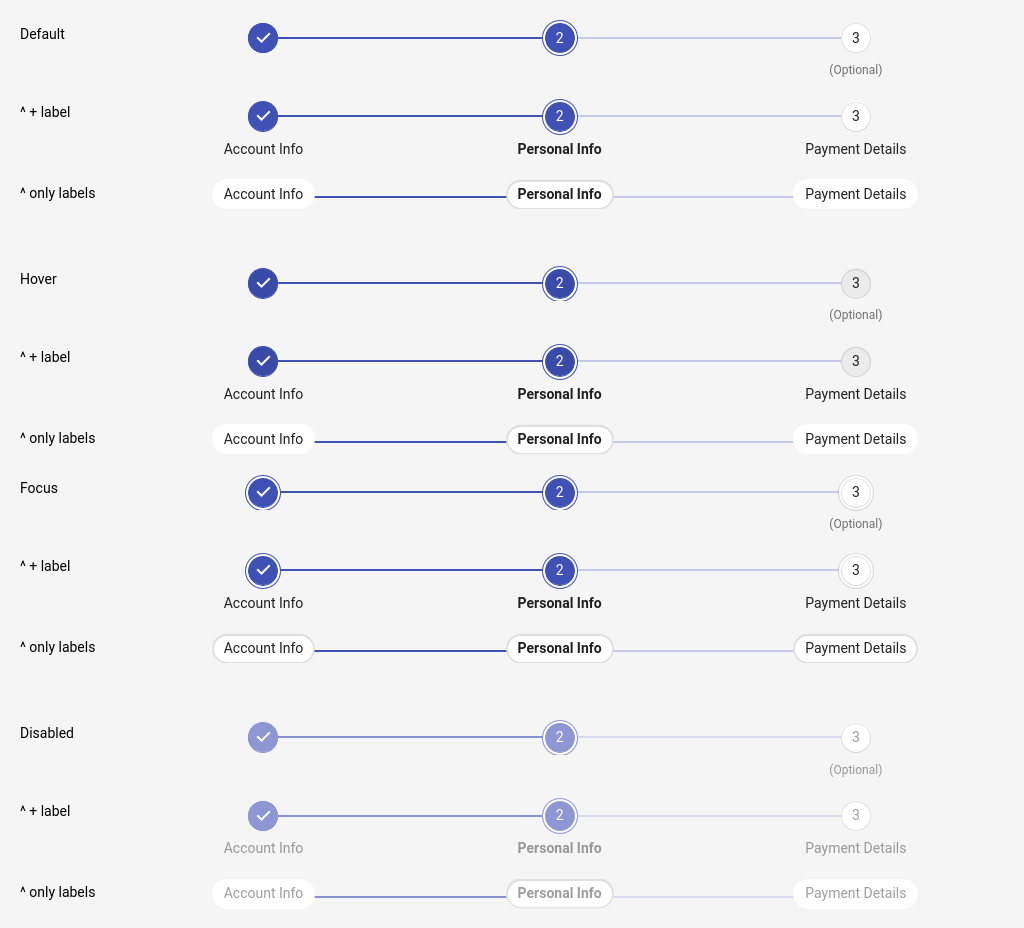 Default
2
3
(Optional)
^ + label
2
3
Account Info
Personal Info
Payment Details
^ only labels
Account Info
Personal Info
Payment Details
Hover
2
3
(Optional)
^ + label
2
3
Account Info
Personal Info
Payment Details
^ only labels
Account Info
Personal Info
Payment Details
Focus
2
3
(Optional)
^ + label
2
3
Account Info
Personal Info
Payment Details
^ only labels
Account Info
Personal Info
Payment Details
Disabled
2
3
(Optional)
^ + label
2
3
Account Info
Personal Info
Payment Details
^ only labels
Account Info
Personal Info
Payment Details